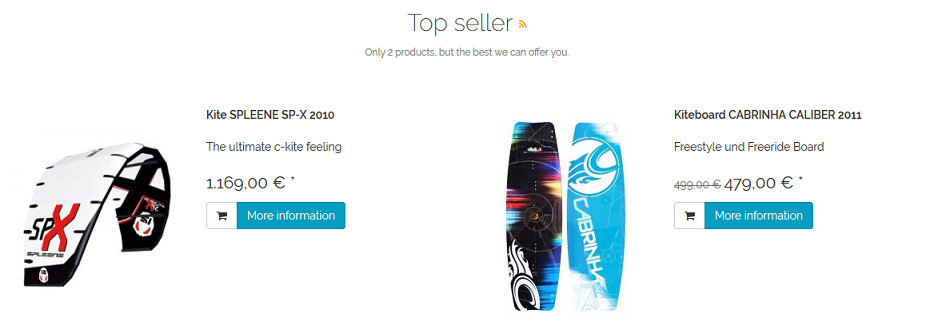 Top seller
Only 2 products, but the best we can offer you.
Kite SPLEENE SP-X 2010
The ultimate c-kite feeling
1.169,00 € *
More information
SPX
SPLEENE
Kiteboard CABRINHA CALIBER 2011
Freestyle und Freeride Board
499,00 € 479,00 € *
More information
CABRINHA